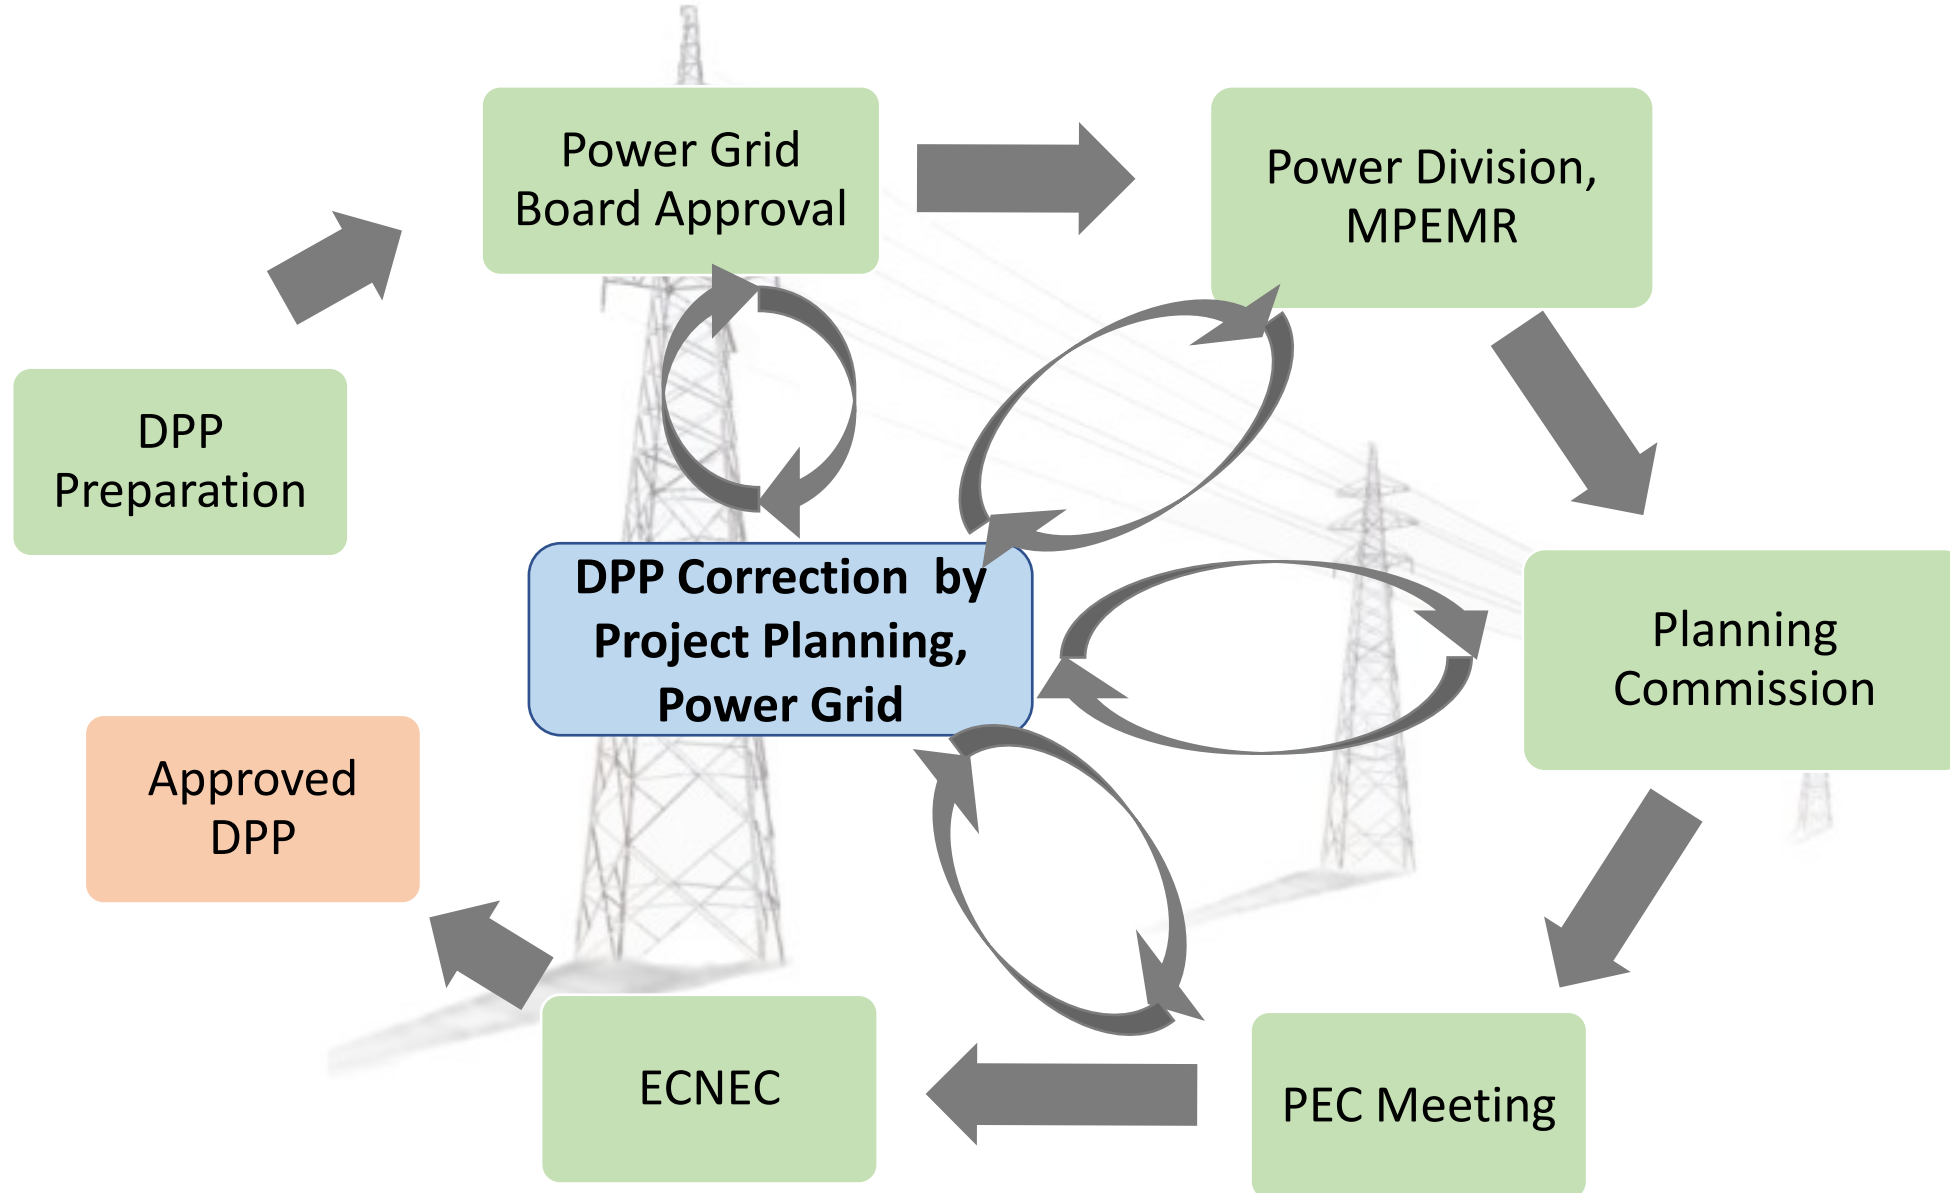 Power Grid
Board Approval
Power Division,
MPEMR
DPP
Preparation
DPP Correction  by
Project Planning,
Power Grid
Planning
Commission
Approved
DPP
ECNEC
PEC Meeting